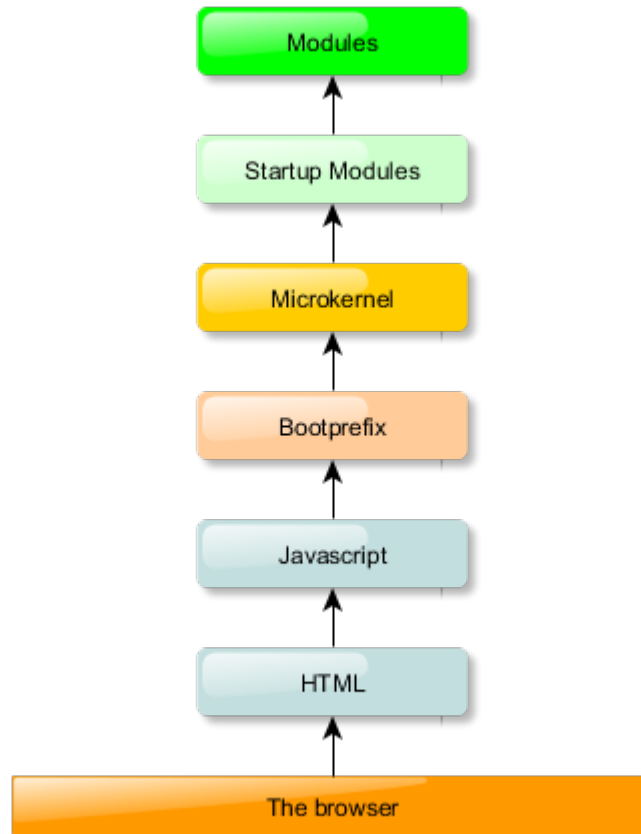 Modules
Startup Modules
Microkernel
Bootprefix
Javascript
HTML
The browser